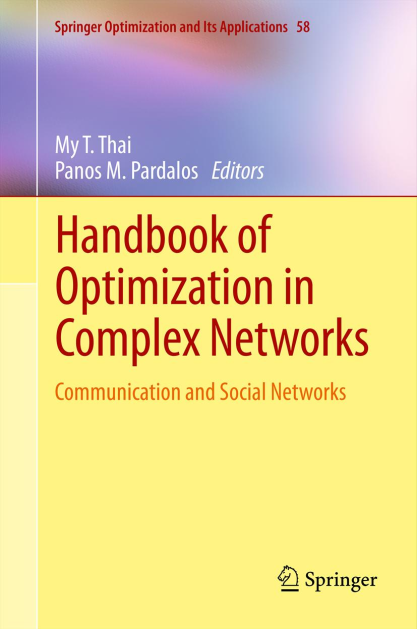 Springer Optimization and Its Applications 58
My T. Thai
Panos M. Pardalos Editors
Handbook of
Optimization in
Complex Networks
Communication and Social Networks
Springer